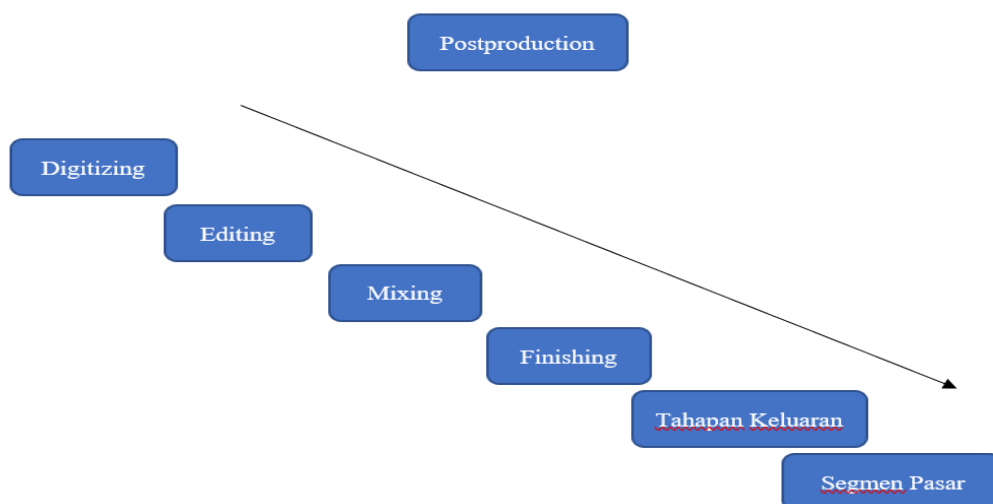 Postproduction
Digitizing
Editing
Mixing
Finishing
Tahapan Keluaran
Segmen Pasar